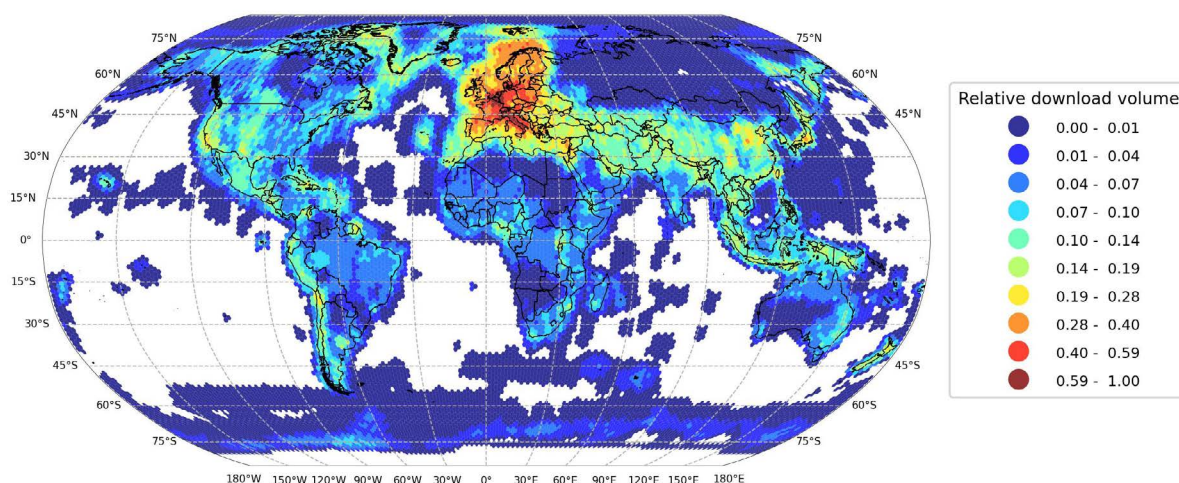 75°N 75°N
60°N 60°N
45°N 45°N
30°N 30°N
15°N 15°N
0° 0°
15°S 15°S
30°S 30°S
45°S 45°S
60°S 60°S
75°S 75°S
180°W 150°W 120°W 90°W 60°W 30°W 0° 30°E 60°E 90°E 120°E 150°E 180°E
Relative download volume
0.00 - 0.01
0.01 - 0.04
0.04 - 0.07
0.07 - 0.10
0.10 - 0.14
0.14 - 0.19
0.19 - 0.28
0.28 - 0.40
0.40 - 0.59
0.59 - 1.00